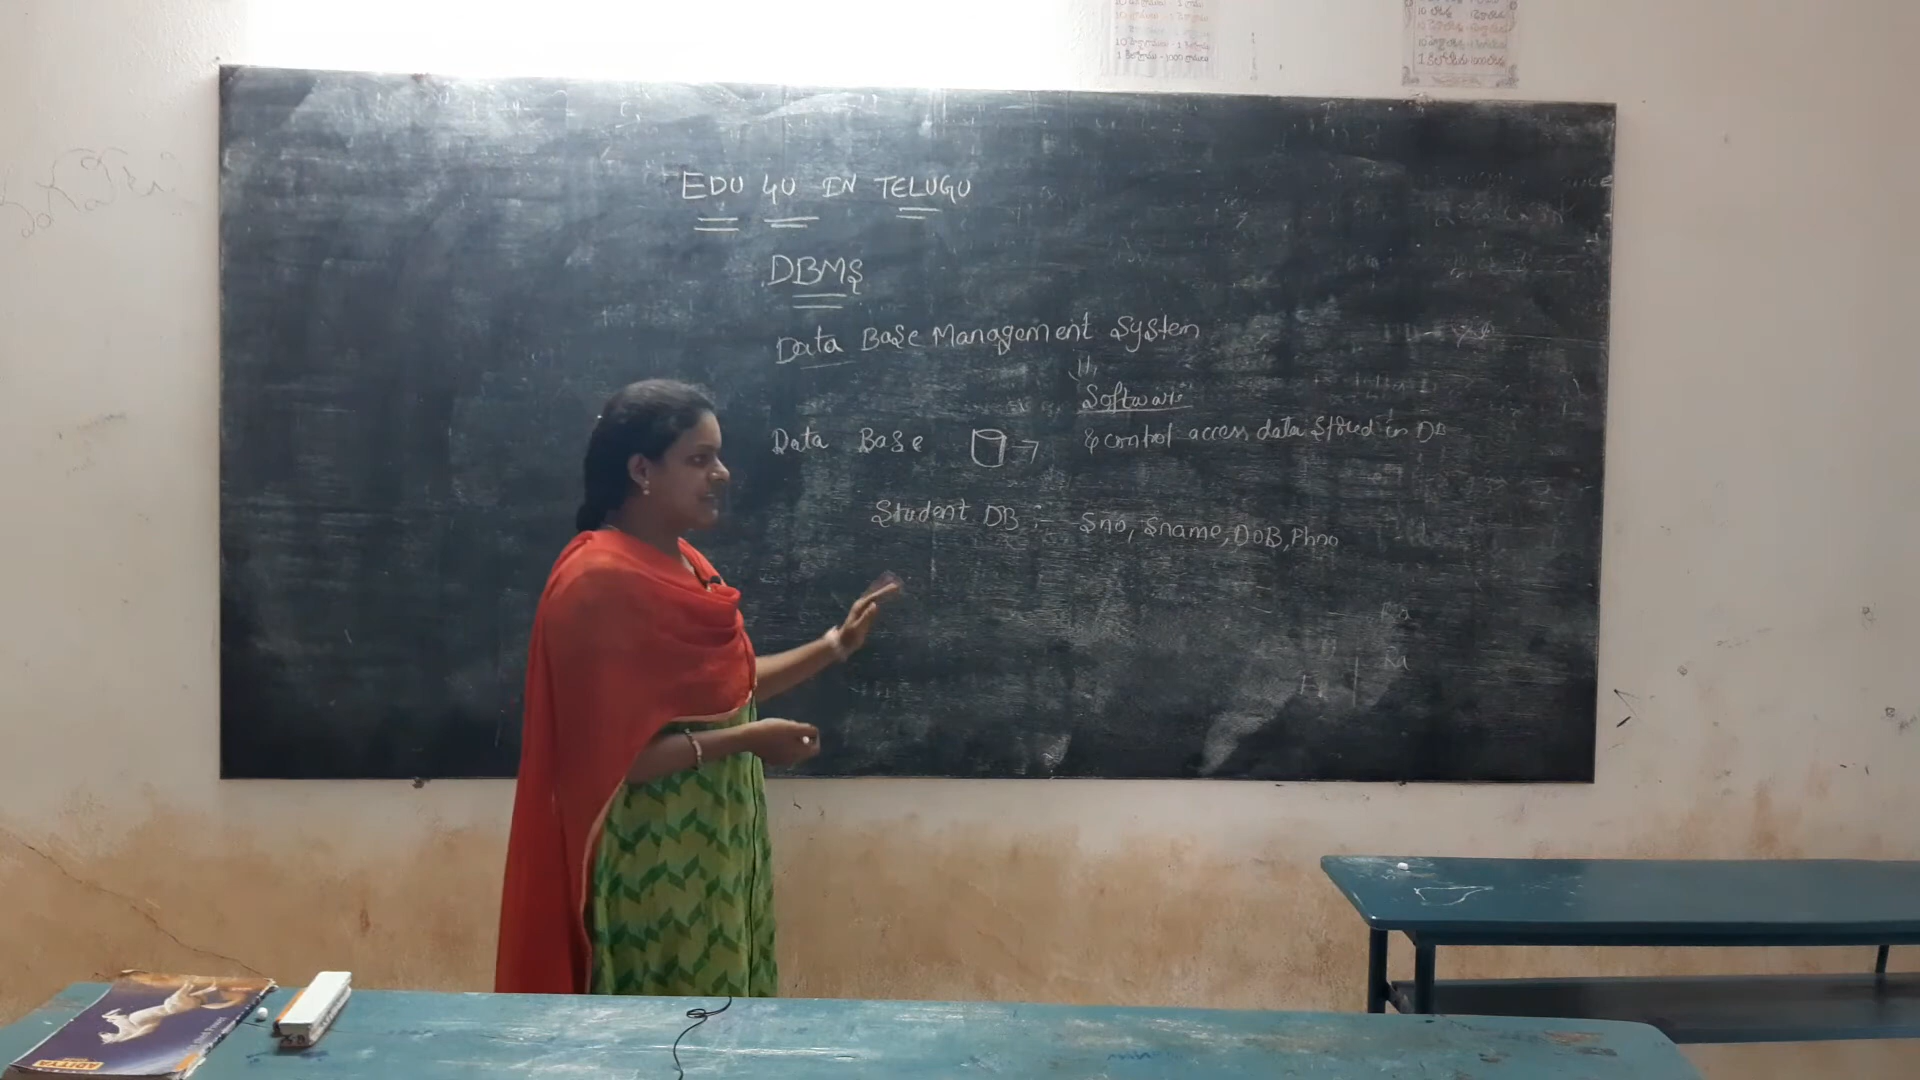 EDU 4U IN TELUGU
DBMS
Data Base Management System
Software
Data Base → & control access data stored in DB
Student DB :- Sno, Sname, DOB, Phno
ADITYA